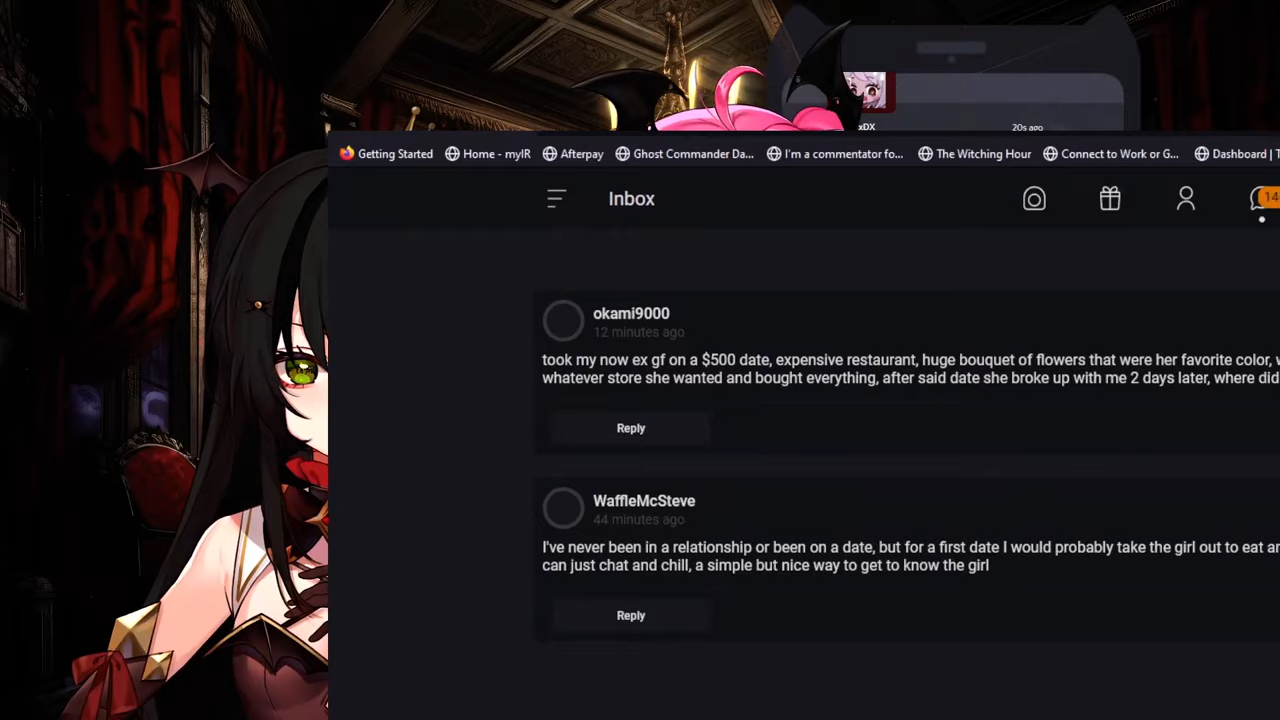 xDX
20s ago
Getting Started
Home - myIR
Afterpay
Ghost Commander Da...
I'm a commentator fo...
The Witching Hour
Connect to Work or G...
Dashboard | T
Inbox
14
okami9000
12 minutes ago
took my now ex gf on a $500 date, expensive restaurant, huge bouquet of flowers that were her favorite color, w
whatever store she wanted and bought everything, after said date she broke up with me 2 days later, where did
Reply
WaffleMcSteve
44 minutes ago
I've never been in a relationship or been on a date, but for a first date I would probably take the girl out to eat an
can just chat and chill, a simple but nice way to get to know the girl
Reply